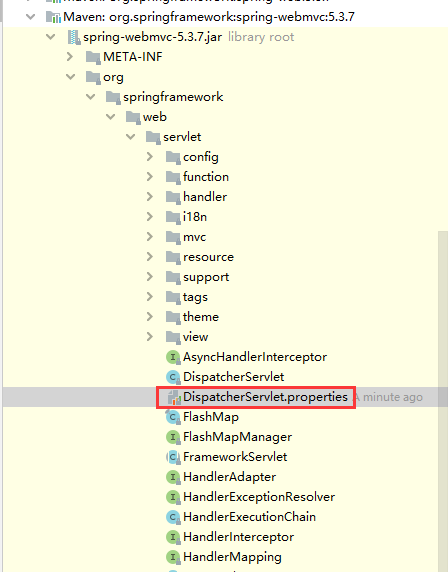 Maven: org.springframework:spring-webmvc:5.3.7
spring-webmvc-5.3.7.jar library root
META-INF
org
springframework
web
servlet
config
function
handler
i18n
mvc
resource
support
tags
theme
view
I AsyncHandlerInterceptor
C DispatcherServlet
DispatcherServlet.properties A minute ago
C FlashMap
I FlashMapManager
C FrameworkServlet
I HandlerAdapter
I HandlerExceptionResolver
C HandlerExecutionChain
I HandlerInterceptor
I HandlerMapping